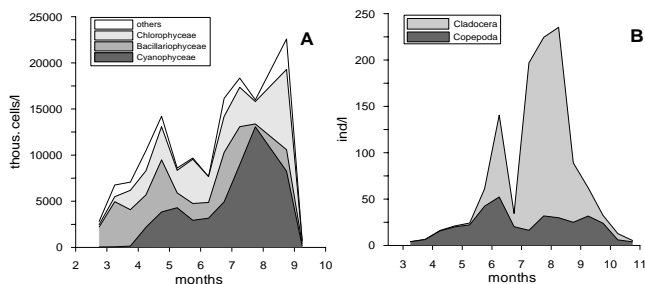 25000
20000
15000
10000
5000
0
thous.cells/l
others
Chlorophyceae
Bacillariophyceae
Cyanophyceae
A
2 3 4 5 6 7 8 9 10
months
250
200
150
100
50
0
ind/l
Cladocera
Copepoda
B
3 4 5 6 7 8 9 10 11
months